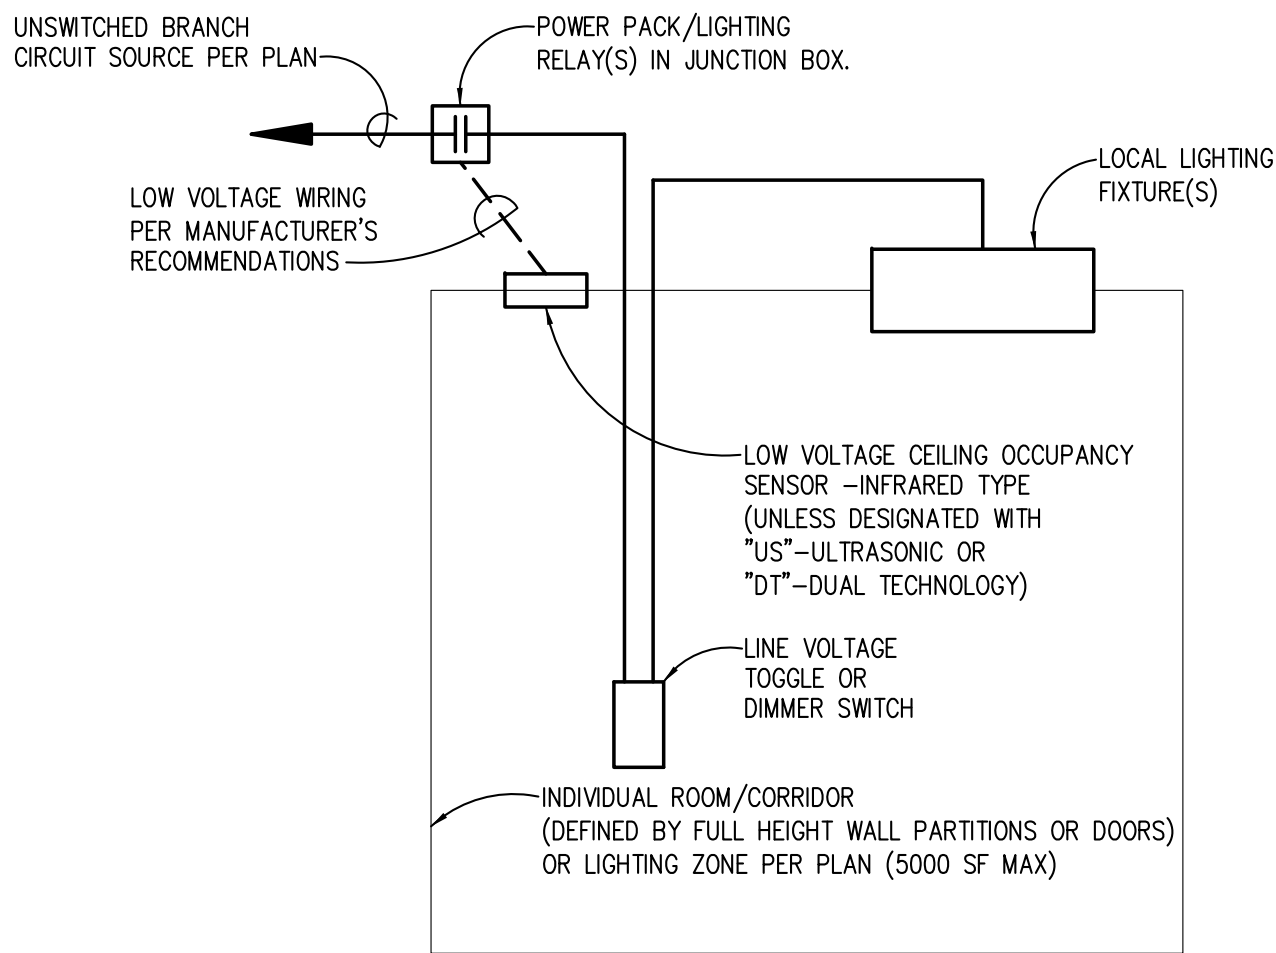 UNSWITCHED BRANCH
CIRCUIT SOURCE PER PLAN
POWER PACK/LIGHTING
RELAY(S) IN JUNCTION BOX.
LOCAL LIGHTING
FIXTURE(S)
LOW VOLTAGE WIRING
PER MANUFACTURER'S
RECOMMENDATIONS
LOW VOLTAGE CEILING OCCUPANCY
SENSOR -INFRARED TYPE
(UNLESS DESIGNATED WITH
"US"-ULTRASONIC OR
"DT"-DUAL TECHNOLOGY)
LINE VOLTAGE
TOGGLE OR
DIMMER SWITCH
INDIVIDUAL ROOM/CORRIDOR
(DEFINED BY FULL HEIGHT WALL PARTITIONS OR DOORS)
OR LIGHTING ZONE PER PLAN (5000 SF MAX)